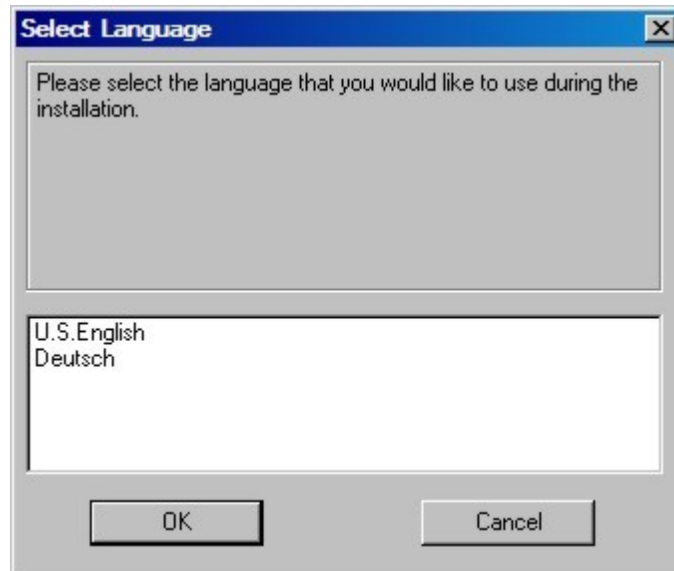 Select Language
Please select the language that you would like to use during the
installation.
U.S.English
Deutsch
OK
Cancel